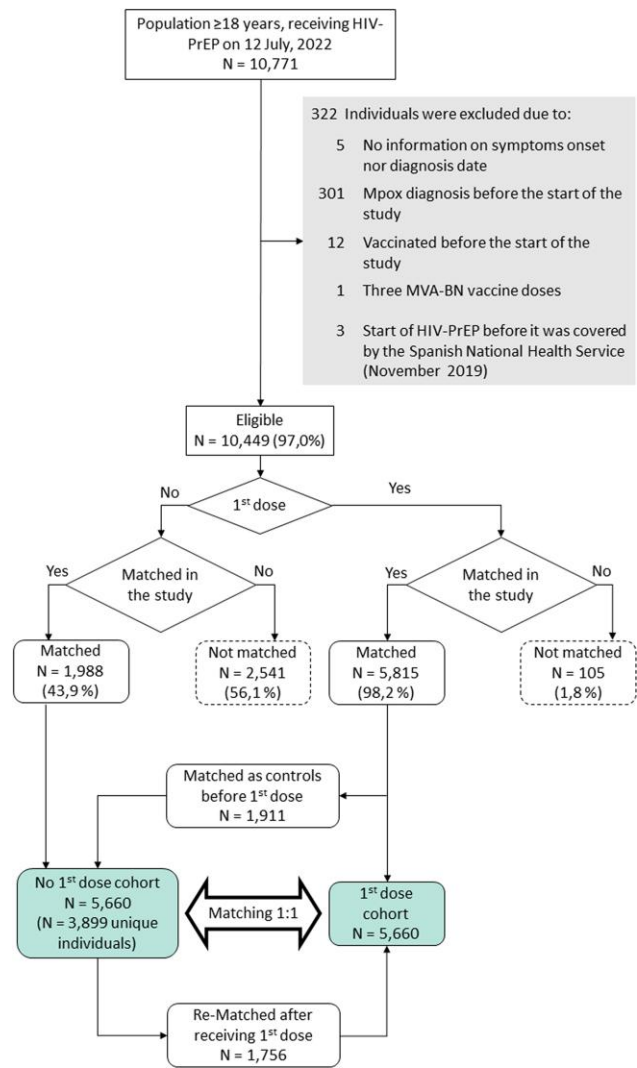 Population ≥18 years, receiving HIV-
PrEP on 12 July, 2022
N = 10,771
322 Individuals were excluded due to:
5 No information on symptoms onset
nor diagnosis date
301 Mpox diagnosis before the start of the
study
12 Vaccinated before the start of the
study
1 Three MVA-BN vaccine doses
3 Start of HIV-PrEP before it was covered
by the Spanish National Health Service
(November 2019)
Eligible
N = 10,449 (97,0%)
No
1st dose
Yes
Yes
Matched in
the study
No
Yes
Matched in
the study
No
Matched
N = 1,988
(43,9 %)
Not matched
N = 2,541
(56,1 %)
Matched
N = 5,815
(98,2 %)
Not matched
N = 105
(1,8 %)
Matched as controls
before 1st dose
N = 1,911
No 1st dose cohort
N = 5,660
(N = 3,899 unique
individuals)
Matching 1:1
1st dose
cohort
N = 5,660
Re-Matched after
receiving 1st dose
N = 1,756